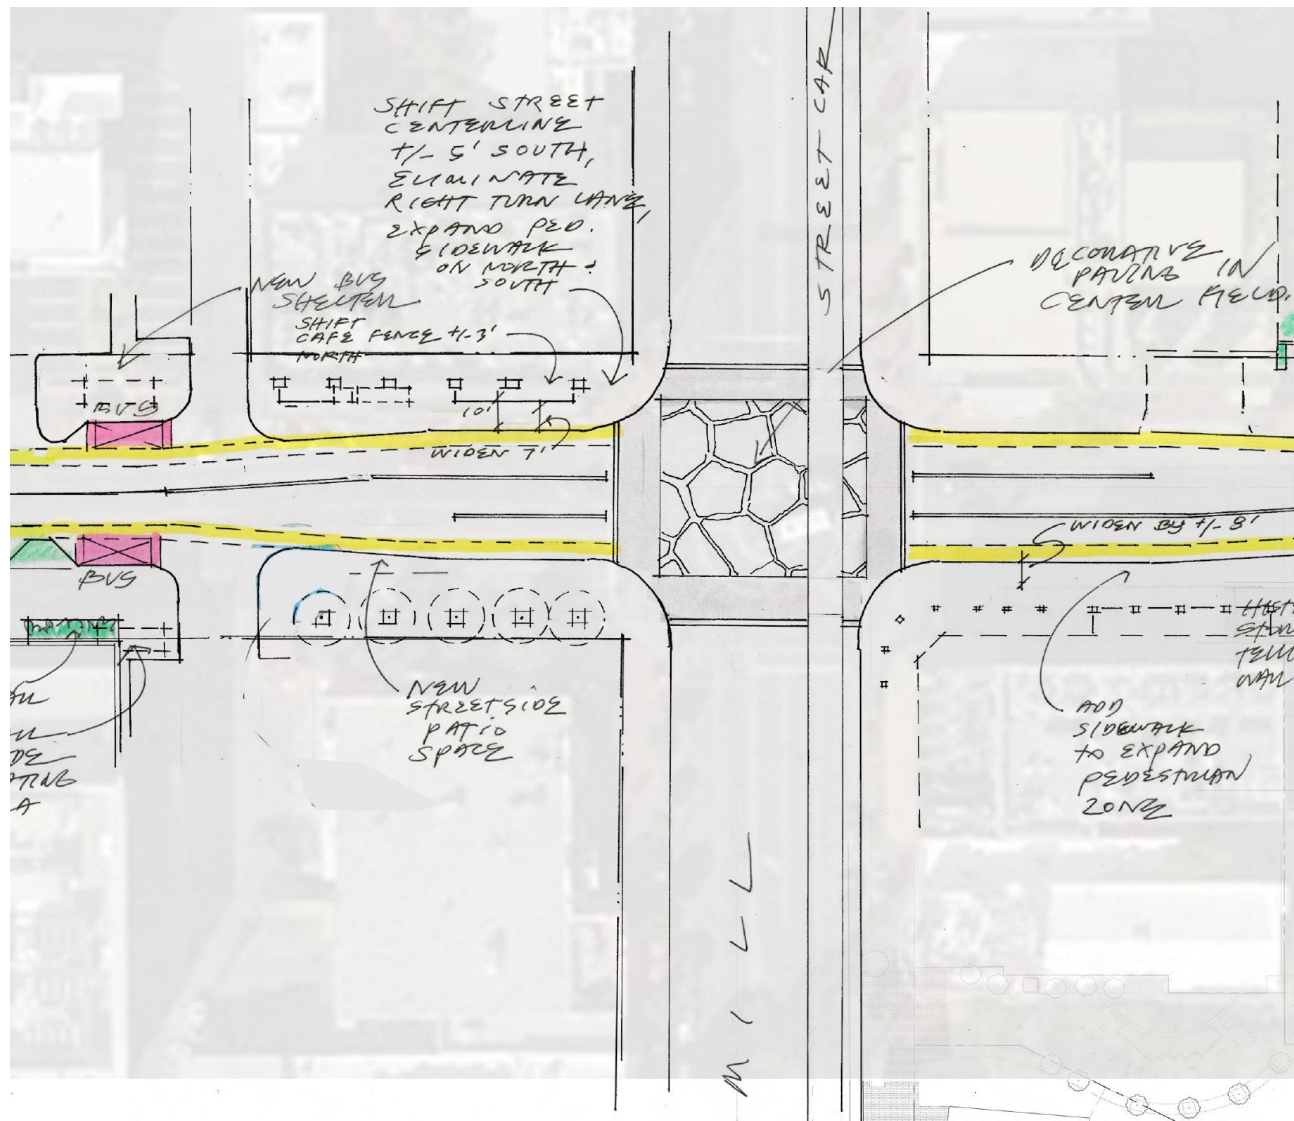 SHIFT STREET
CENTERLINE
+/- 5' SOUTH,
ELIMINATE
RIGHT TURN LANE,
EXPAND PED.
SIDEWALK
ON NORTH &
SOUTH
NEW BUS
SHELTER
SHIFT
CAFE FENCE +/-3'
NORTH
STREET CAR
DECORATIVE
PAVING IN
CENTER FIELD.
BUS
10'
WIDEN 7'
WIDEN BY +/- 8'
BUS
NEW
STREETSIDE
PATIO
SPACE
ADD
SIDEWALK
TO EXPAND
PEDESTRIAN
ZONE
WALL
MILL